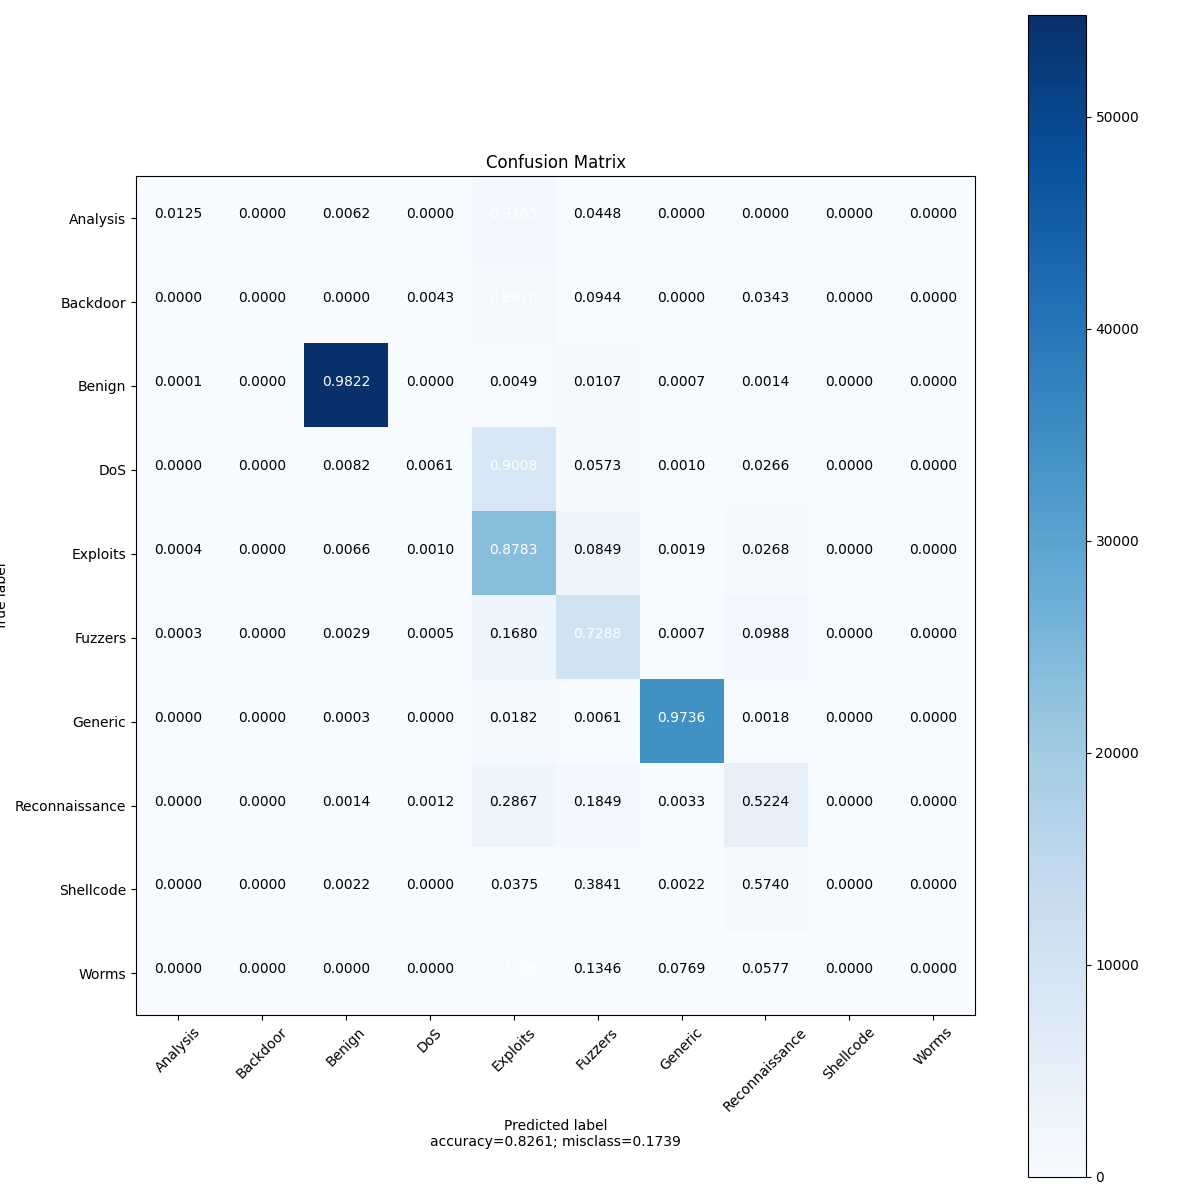 Confusion Matrix
Analysis 0.0125 0.0000 0.0062 0.0000 0.9365 0.0448 0.0000 0.0000 0.0000 0.0000
Backdoor 0.0000 0.0000 0.0000 0.0043 0.8670 0.0944 0.0000 0.0343 0.0000 0.0000
Benign 0.0001 0.0000 0.9822 0.0000 0.0049 0.0107 0.0007 0.0014 0.0000 0.0000
DoS 0.0000 0.0000 0.0082 0.0061 0.9008 0.0573 0.0010 0.0266 0.0000 0.0000
Exploits 0.0004 0.0000 0.0066 0.0010 0.8783 0.0849 0.0019 0.0268 0.0000 0.0000
Fuzzers 0.0003 0.0000 0.0029 0.0005 0.1680 0.7288 0.0007 0.0988 0.0000 0.0000
Generic 0.0000 0.0000 0.0003 0.0000 0.0182 0.0061 0.9736 0.0018 0.0000 0.0000
Reconnaissance 0.0000 0.0000 0.0014 0.0012 0.2867 0.1849 0.0033 0.5224 0.0000 0.0000
Shellcode 0.0000 0.0000 0.0022 0.0000 0.0375 0.3841 0.0022 0.5740 0.0000 0.0000
Worms 0.0000 0.0000 0.0000 0.0000 0.1346 0.0769 0.0577 0.0000 0.0000
Analysis Backdoor Benign DoS Exploits Fuzzers Generic Reconnaissance Shellcode Worms
Predicted label
accuracy=0.8261; misclass=0.1739
label
50000
40000
30000
20000
10000
0